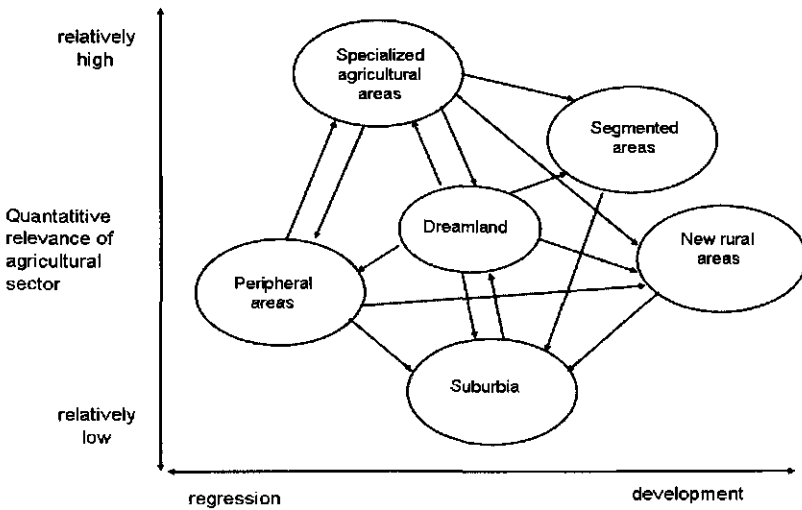 relatively
high
Specialized
agricultural
areas
Segmented
areas
Quantatitive
relevance of
agricultural
sector
Dreamland
New rural
areas
Peripheral
areas
Suburbia
relatively
low
regression
development